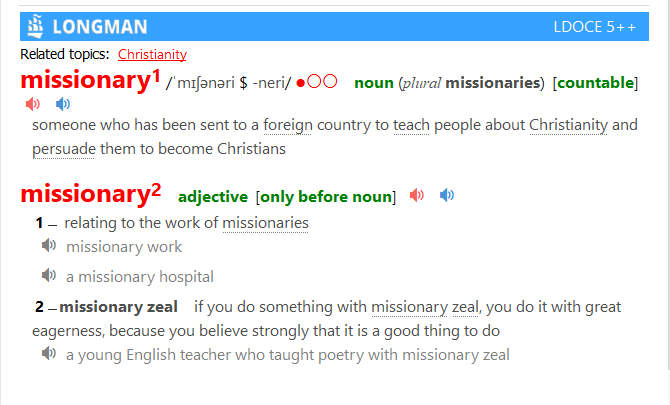 LONGMAN LDOCE 5++
Related topics: Christianity
missionary1 /ˈmɪʃənəri $ -neri/ ●○○ noun (plural missionaries) [countable]
someone who has been sent to a foreign country to teach people about Christianity and
persuade them to become Christians
missionary2 adjective [only before noun]
1 – relating to the work of missionaries
missionary work
a missionary hospital
2 – missionary zeal if you do something with missionary zeal, you do it with great
eagerness, because you believe strongly that it is a good thing to do
a young English teacher who taught poetry with missionary zeal